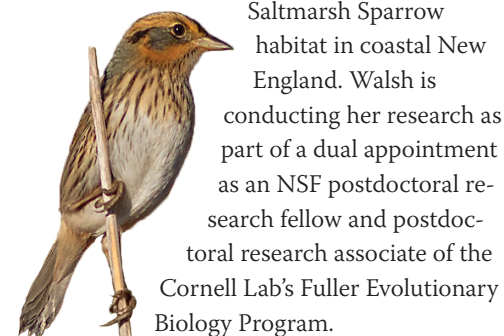 Saltmarsh Sparrow
habitat in coastal New
England. Walsh is
conducting her research as
part of a dual appointment
as an NSF postdoctoral re-
search fellow and postdoc-
toral research associate of the
Cornell Lab’s Fuller Evolutionary
Biology Program.